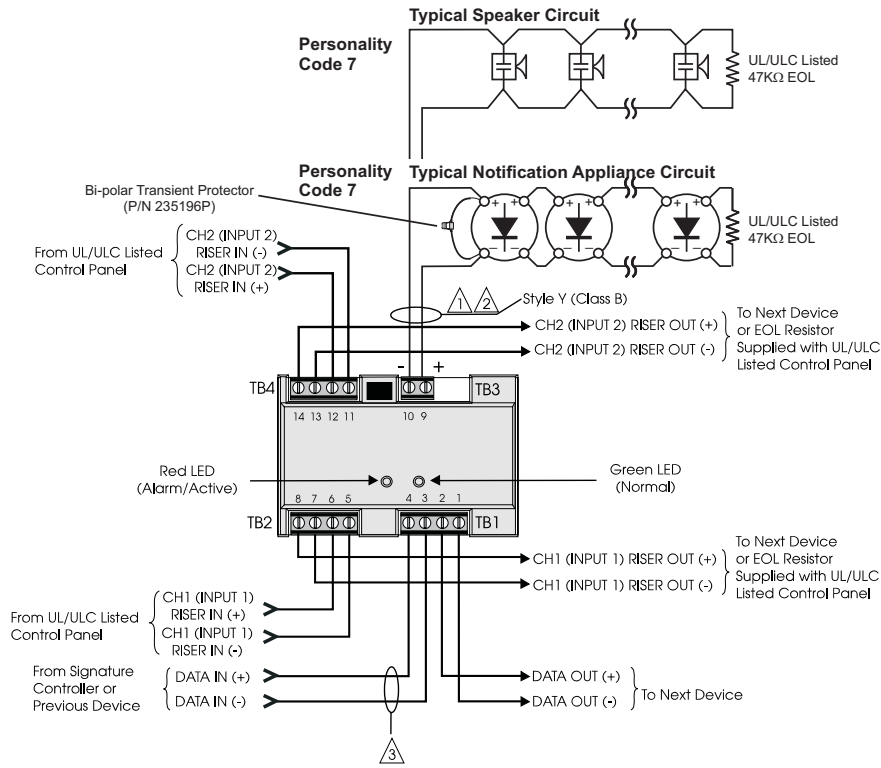 Typical Speaker Circuit
Personality
Code 7
UL/ULC Listed
47KΩ EOL
Personality
Code 7
Typical Notification Appliance Circuit
Bi-polar Transient Protector
(P/N 235196P)
+ +
+ +
+ +
– –
– –
– –
UL/ULC Listed
47KΩ EOL
From UL/ULC Listed
Control Panel
CH2 (INPUT 2)
RISER IN (-)
CH2 (INPUT 2)
RISER IN (+)
1
2
Style Y (Class B)
CH2 (INPUT 2) RISER OUT (+)
CH2 (INPUT 2) RISER OUT (-)
To Next Device
or EOL Resistor
Supplied with UL/ULC
Listed Control Panel
- +
TB4
TB3
14 13 12 11
10 9
Red LED
(Alarm/Active)
Green LED
(Normal)
8 7 6 5
4 3 2 1
TB2
TB1
CH1 (INPUT 1) RISER OUT (+)
CH1 (INPUT 1) RISER OUT (-)
To Next Device
or EOL Resistor
Supplied with UL/ULC
Listed Control Panel
From UL/ULC Listed
Control Panel
CH1 (INPUT 1)
RISER IN (+)
CH1 (INPUT 1)
RISER IN (-)
From Signature
Controller or
Previous Device
DATA IN (+)
DATA IN (-)
DATA OUT (+)
DATA OUT (-)
To Next Device
3